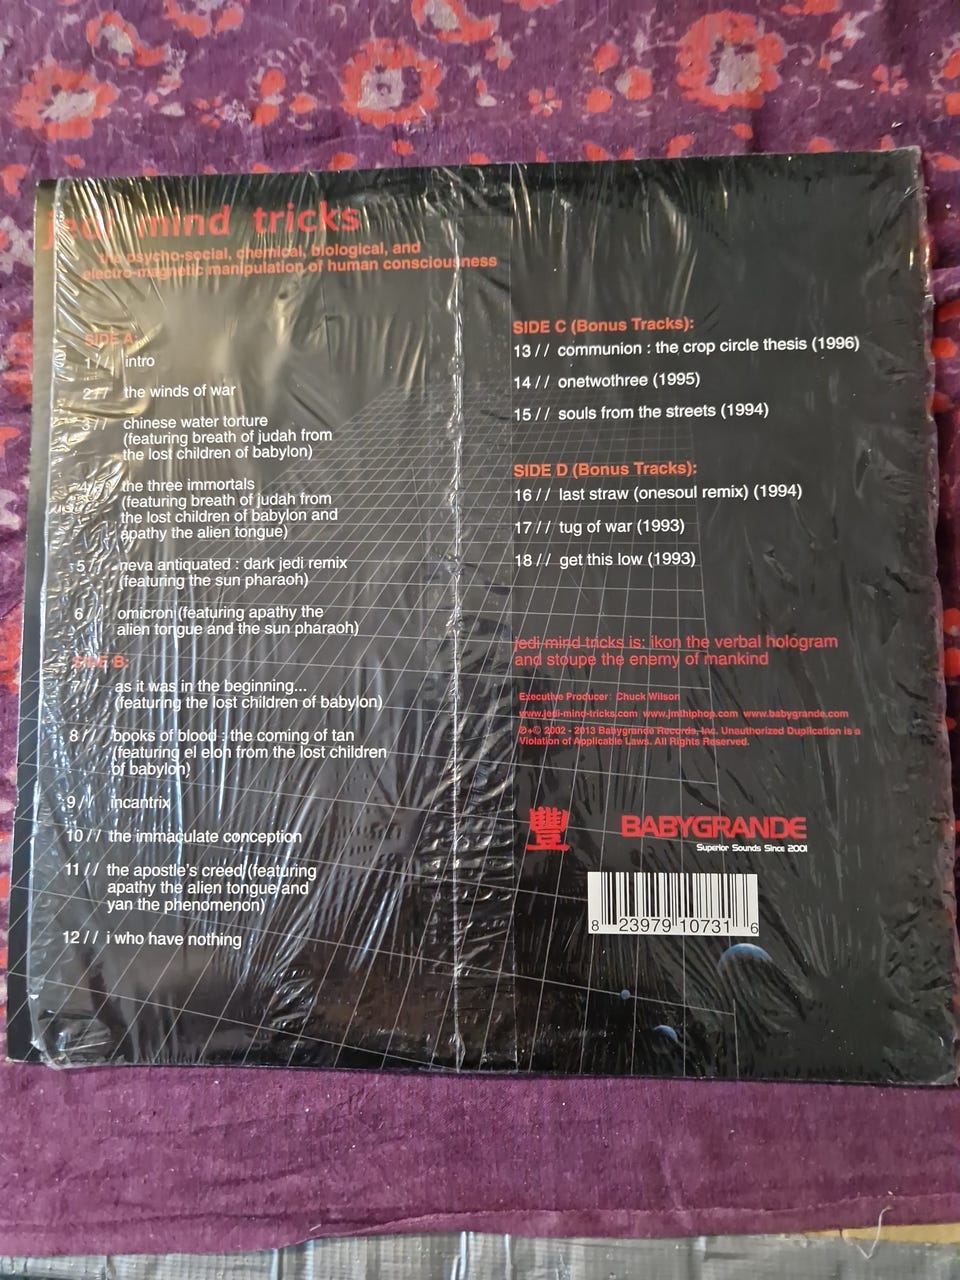 jedi mind tricks
the psycho-social, chemical, biological, and
electro-magnetic manipulation of human consciousness
SIDE A:
1// intro
2// the winds of war
3// chinese water torture
(featuring breath of judah from
the lost children of babylon)
4// the three immortals
(featuring breath of judah from
the lost children of babylon and
apathy the alien tongue)
5// neva antiquated : dark jedi remix
(featuring the sun pharaoh)
6// omicron (featuring apathy the
alien tongue and the sun pharaoh)
SIDE B:
7// as it was in the beginning...
(featuring the lost children of babylon)
8// books of blood : the coming of tan
(featuring el eloh from the lost children
of babylon)
9// incantrix
10// the immaculate conception
11// the apostle's creed (featuring
apathy the alien tongue and
yan the phenomenon)
12// i who have nothing
SIDE C (Bonus Tracks):
13// communion : the crop circle thesis (1996)
14// onetwothree (1995)
15// souls from the streets (1994)
SIDE D (Bonus Tracks):
16// last straw (onesoul remix) (1994)
17// tug of war (1993)
18// get this low (1993)
jedi mind tricks is: ikon the verbal hologram
and stoupe the enemy of mankind
Executive Producer: Chuck Wilson
www.jedi-mind-tricks.com www.jmthiphop.com www.babygrande.com
℗+© 2002 - 2013 Babygrande Records, Inc. Unauthorized Duplication is a
Violation of Applicable Laws. All Rights Reserved.
豐
BABYGRANDE
Superior Sounds Since 2001
8 23979 10731 6